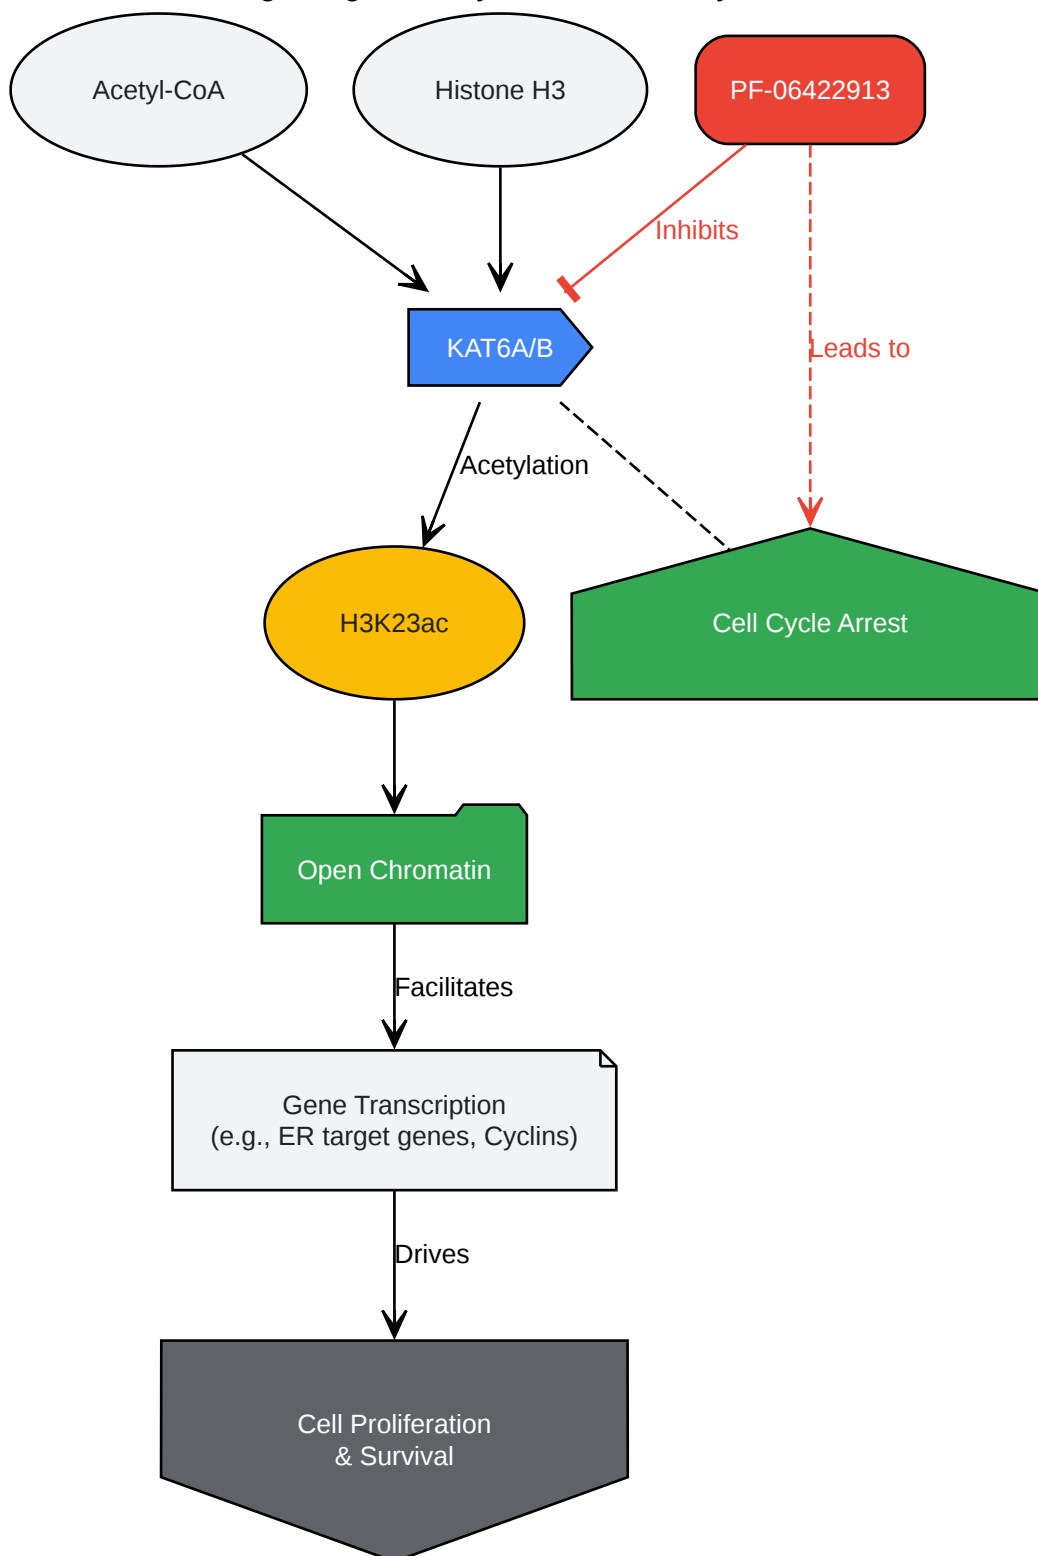 Acetyl-CoA
Histone H3
PF-06422913
Inhibits
KAT6A/B
Leads to
Acetylation
H3K23ac
Cell Cycle Arrest
Open Chromatin
Facilitates
Gene Transcription
(e.g., ER target genes, Cyclins)
Drives
Cell Proliferation
& Survival